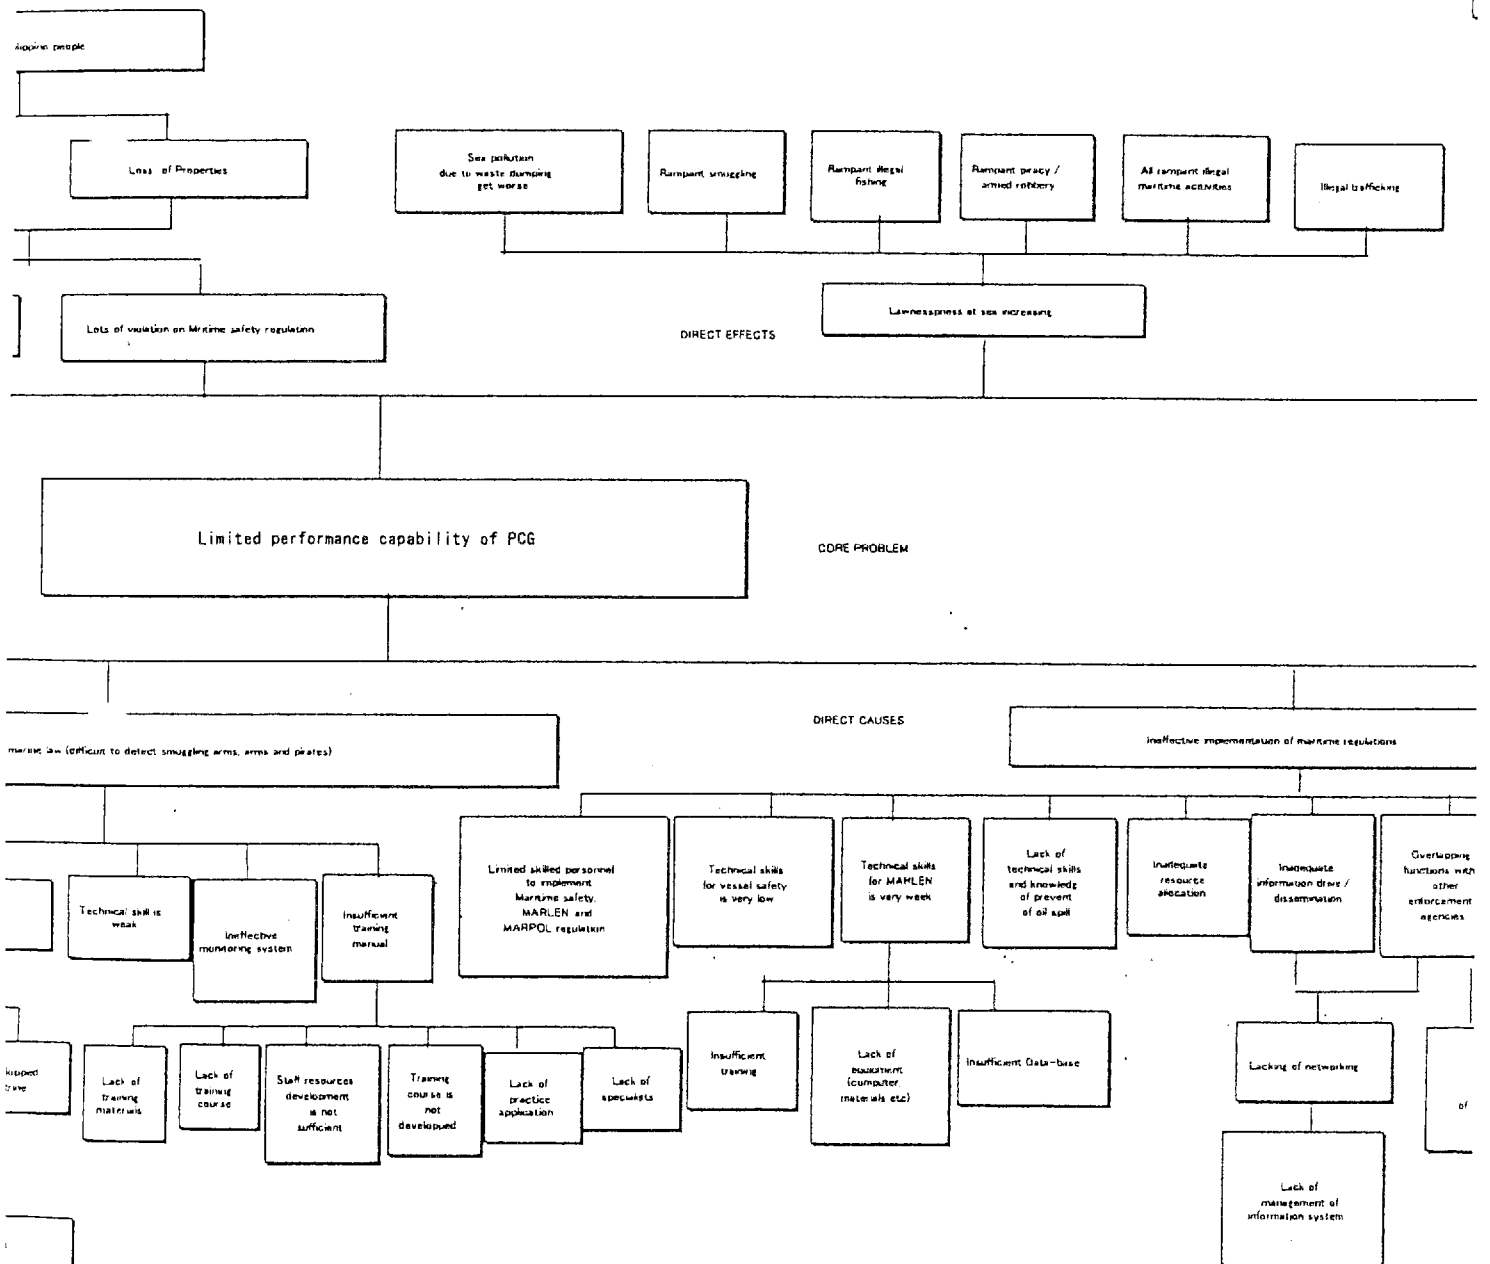 people
Loss of Properties
Sea pollution
due to waste dumping
get worse
Rampant smuggling
Rampant illegal
fishing
Rampant piracy /
armed robbery
All rampant illegal
maritime activities
Illegal trafficking
Lots of violation on Mritime safety regulation
DIRECT EFFECTS
Lawnesspness at sea increasing
Limited performance capability of PCG
CORE PROBLEM
DIRECT CAUSES
marine law (difficult to detect smuggling arms, arms and pirates)
Ineffective implementation of maritime regulations
Technical skill is
weak
Ineffective
monitoring system
Insufficient
training
manual
Limited skilled personnel
to implement
Maritime safety,
MARLEN and
MARPOL regulation
Technical skills
for vessel safety
is very low
Technical skills
for MARLEN
is very week
Lack of
technical skills
and knowledg
of prevent
of oil spill
Inadequate
resource
allocation
Inadequate
information drive /
dissemination
Overlapping
functions with
other
enforcement
agencies
Lack of
training
materials
Lack of
training
course
Staff resources
development
is not
sufficient
Training
course is
not
developped
Lack of
practice
application
Lack of
specialists
Insufficient
training
Lack of
equipment
(computer,
materials etc)
Insufficient Data-base
Lacking of networking
of
Lack of
management of
information system